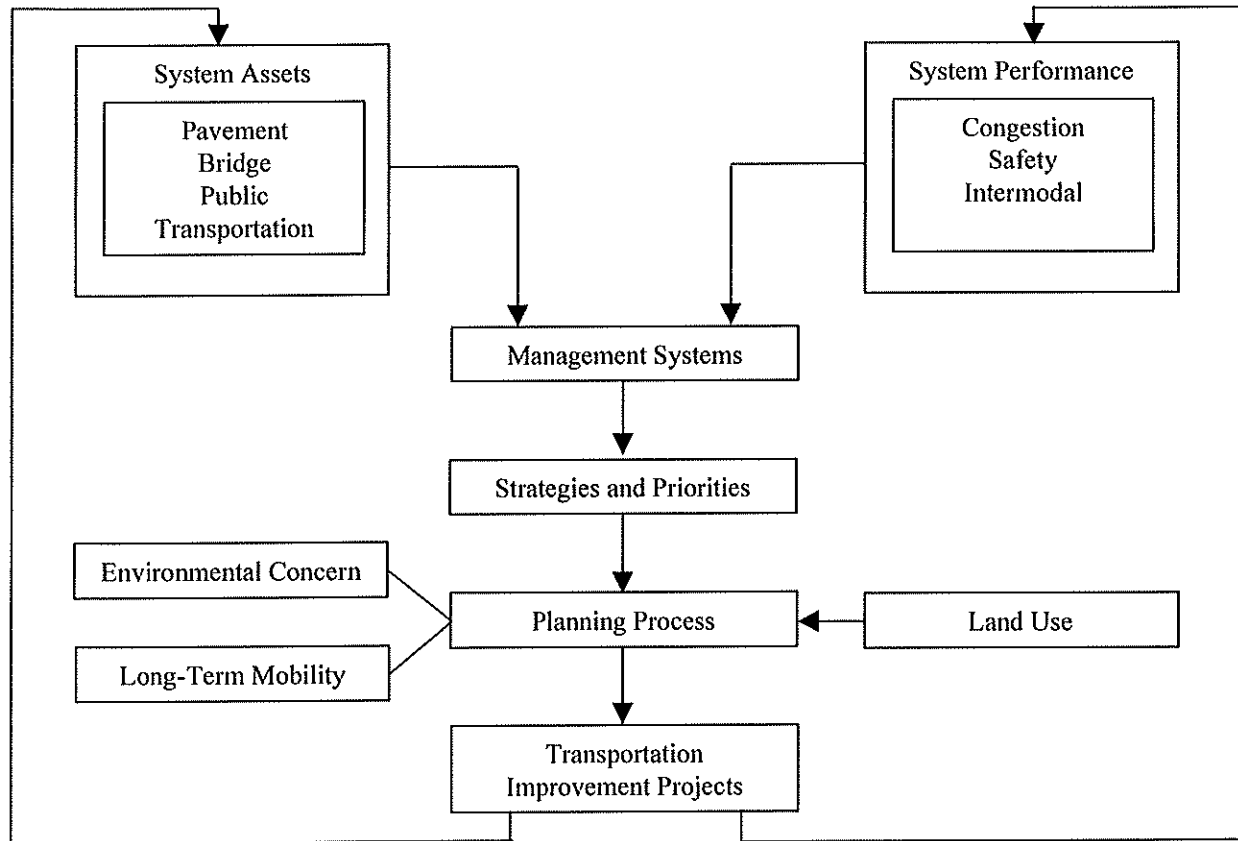 System Assets
Pavement
Bridge
Public
Transportation
System Performance
Congestion
Safety
Intermodal
Management Systems
Strategies and Priorities
Environmental Concern
Planning Process
Land Use
Long-Term Mobility
Transportation
Improvement Projects